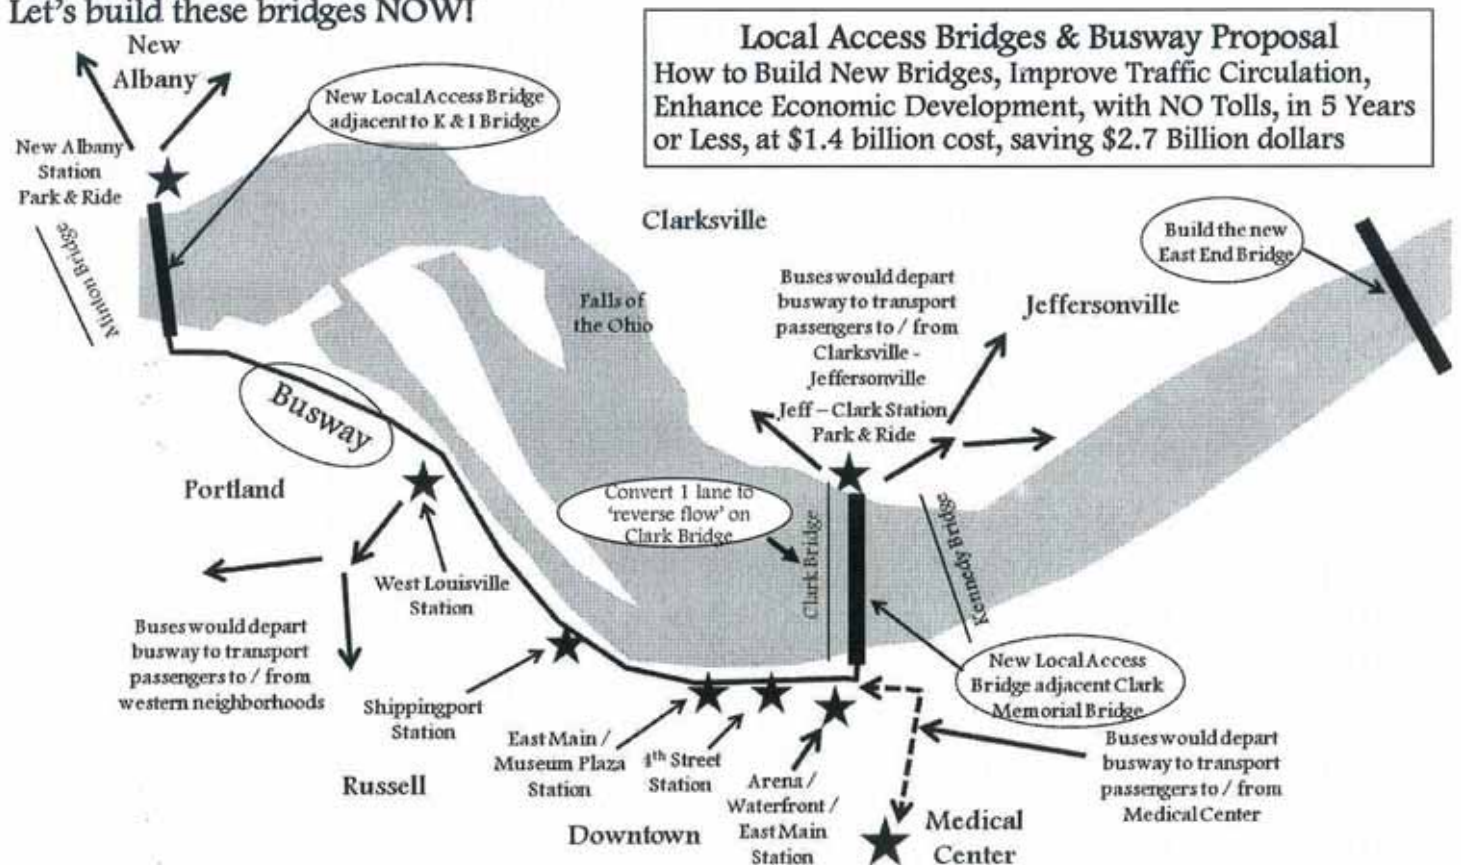 Let's build these bridges NOW!
Local Access Bridges & Busway Proposal
How to Build New Bridges, Improve Traffic Circulation,
Enhance Economic Development, with NO Tolls, in 5 Years
or Less, at $1.4 billion cost, saving $2.7 Billion dollars
New
Albany
New Local Access Bridge
adjacent to K & I Bridge
New Albany
Station
Park & Ride
Minton Bridge
Clarksville
Build the new
East End Bridge
Falls of
the Ohio
Buses would depart
busway to transport
passengers to / from
Clarksville -
Jeffersonville
Jeffersonville
Jeff – Clark Station
Park & Ride
Busway
Portland
Convert 1 lane to
'reverse flow' on
Clark Bridge
Clark Bridge
Kennedy Bridge
West Louisville
Station
Buses would depart
busway to transport
passengers to / from
western neighborhoods
Shippingport
Station
New Local Access
Bridge adjacent Clark
Memorial Bridge
East Main /
Museum Plaza
Station
4th Street
Station
Arena /
Waterfront /
East Main
Station
Buses would depart
busway to transport
passengers to / from
Medical Center
Russell
Downtown
Medical
Center